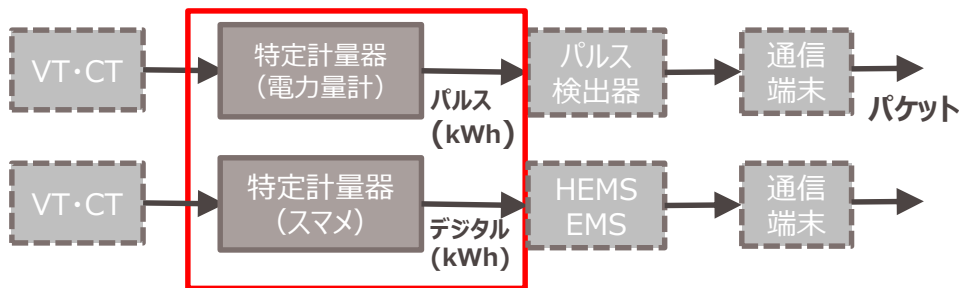 VT・CT
特定計量器
（電力量計）
パルス
(kWh)
パルス
検出器
通信
端末
パケット
VT・CT
特定計量器
（スマメ）
デジタル
(kWh)
HEMS
EMS
通信
端末